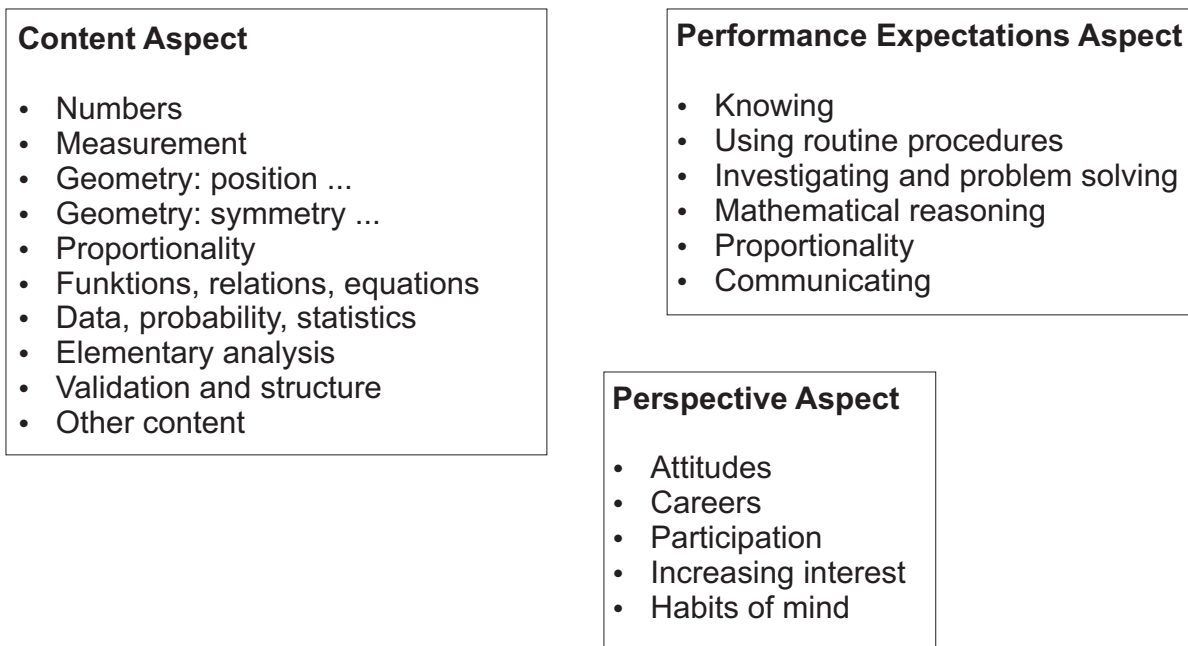 Content Aspect
• Numbers
• Measurement
• Geometry: position ...
• Geometry: symmetry ...
• Proportionality
• Funktions, relations, equations
• Data, probability, statistics
• Elementary analysis
• Validation and structure
• Other content
Performance Expectations Aspect
• Knowing
• Using routine procedures
• Investigating and problem solving
• Mathematical reasoning
• Proportionality
• Communicating
Perspective Aspect
• Attitudes
• Careers
• Participation
• Increasing interest
• Habits of mind